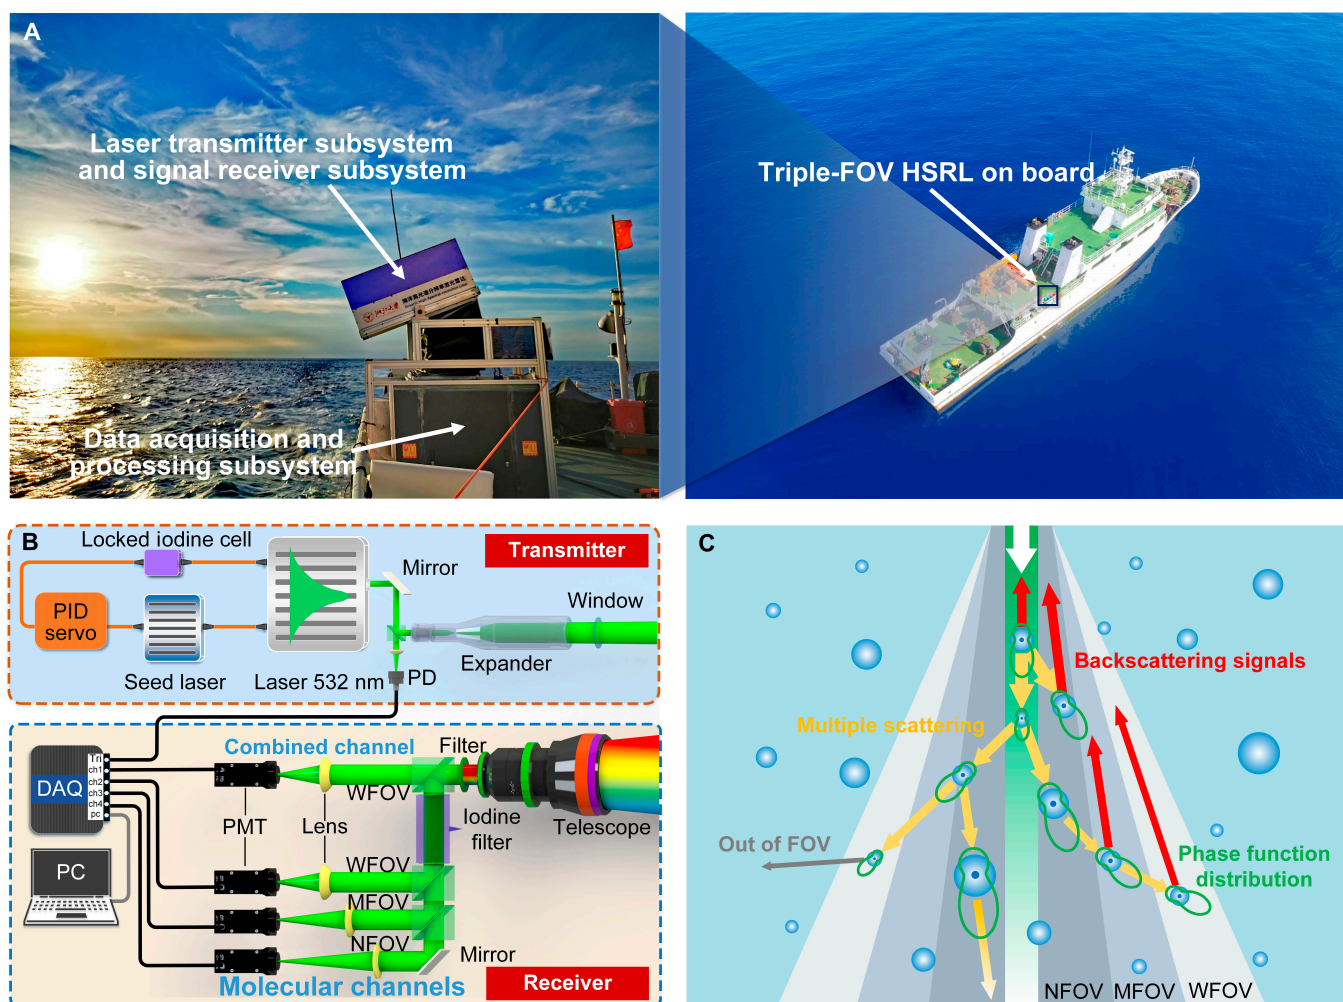 A
Laser transmitter subsystem
and signal receiver subsystem
Data acquisition and
processing subsystem
Triple-FOV HSRL on board
B
Locked iodine cell
Transmitter
Mirror
Window
PID
servo
Seed laser
Laser 532 nm
PD
Expander
Combined channel
Filter
WFOV
DAQ
Tri
ch1
ch2
ch3
ch4
pc
PMT
Lens
Iodine
filter
Telescope
PC
WFOV
MFOV
NFOV
Mirror
Molecular channels
Receiver
C
Backscattering signals
Multiple scattering
Out of FOV
Phase function
distribution
NFOV
MFOV
WFOV